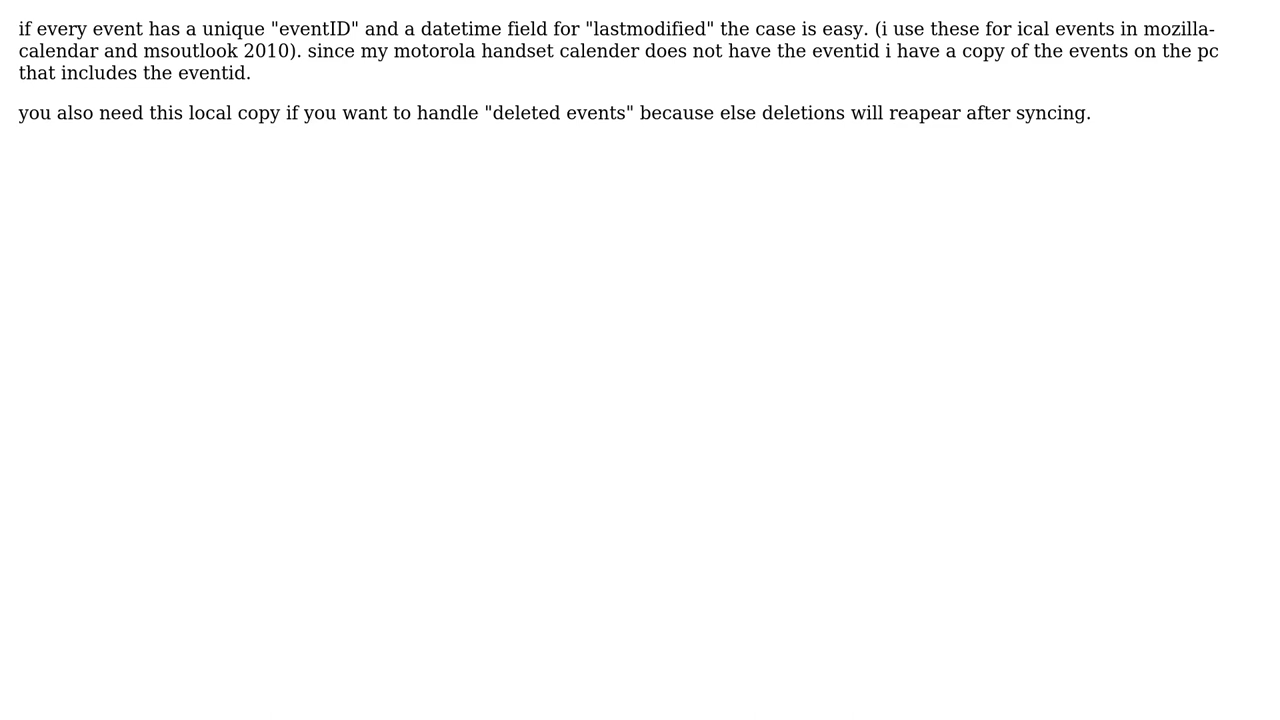 if every event has a unique "eventID" and a datetime field for "lastmodified" the case is easy. (i use these for ical events in mozilla-
calendar and msoutlook 2010). since my motorola handset calender does not have the eventid i have a copy of the events on the pc
that includes the eventid.
you also need this local copy if you want to handle "deleted events" because else deletions will reapear after syncing.